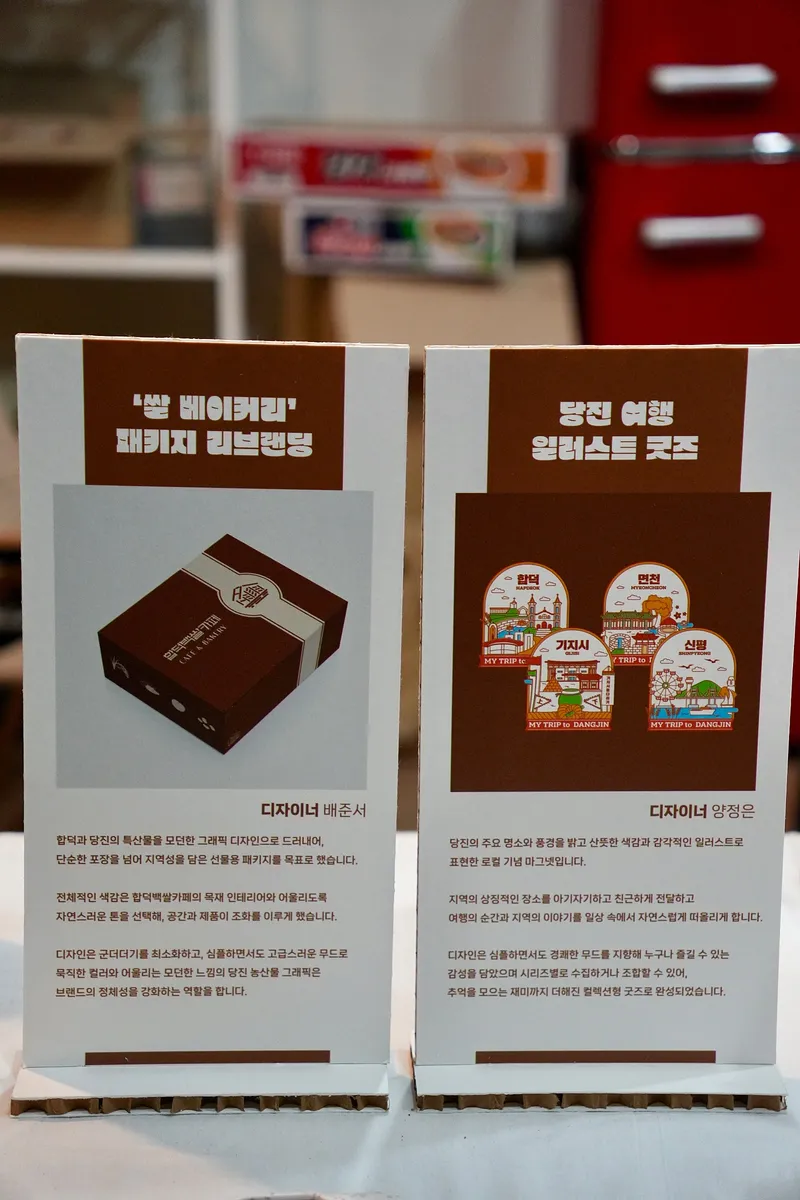 ‘쌀 베이커리’
패키지 리브랜딩
합덕백쌀카페
CAFE & BAKERY
디자이너 배준서
합덕과 당진의 특산물을 모던한 그래픽 디자인으로 드러내어,
단순한 포장을 넘어 지역성을 담은 선물용 패키지를 목표로 했습니다.
전체적인 색감은 합덕백쌀카페의 목재 인테리어와 어울리도록
자연스러운 톤을 선택해, 공간과 제품이 조화를 이루게 했습니다.
디자인은 군더더기를 최소화하고, 심플하면서도 고급스러운 무드로
묵직한 컬러와 어울리는 모던한 느낌의 당진 농산물 그래픽은
브랜드의 정체성을 강화하는 역할을 합니다.
당진 여행
일러스트 굿즈
합덕
HAPDEOK
MY TRIP to
면천
MYEONCHEON
TRIP to
기지시
GIJISI
MY TRIP to DANGJIN
신평
SHINPYEONG
MY TRIP to DANGJIN
디자이너 양정은
당진의 주요 명소와 풍경을 밝고 산뜻한 색감과 감각적인 일러스트로
표현한 로컬 기념 마그넷입니다.
지역의 상징적인 장소를 아기자기하고 친근하게 전달하고
여행의 순간과 지역의 이야기를 일상 속에서 자연스럽게 떠올리게 합니다.
디자인은 심플하면서도 경쾌한 무드를 지향해 누구나 즐길 수 있는
감성을 담았으며 시리즈별로 수집하거나 조합할 수 있어,
추억을 모으는 재미까지 더해진 컬렉션형 굿즈로 완성되었습니다.